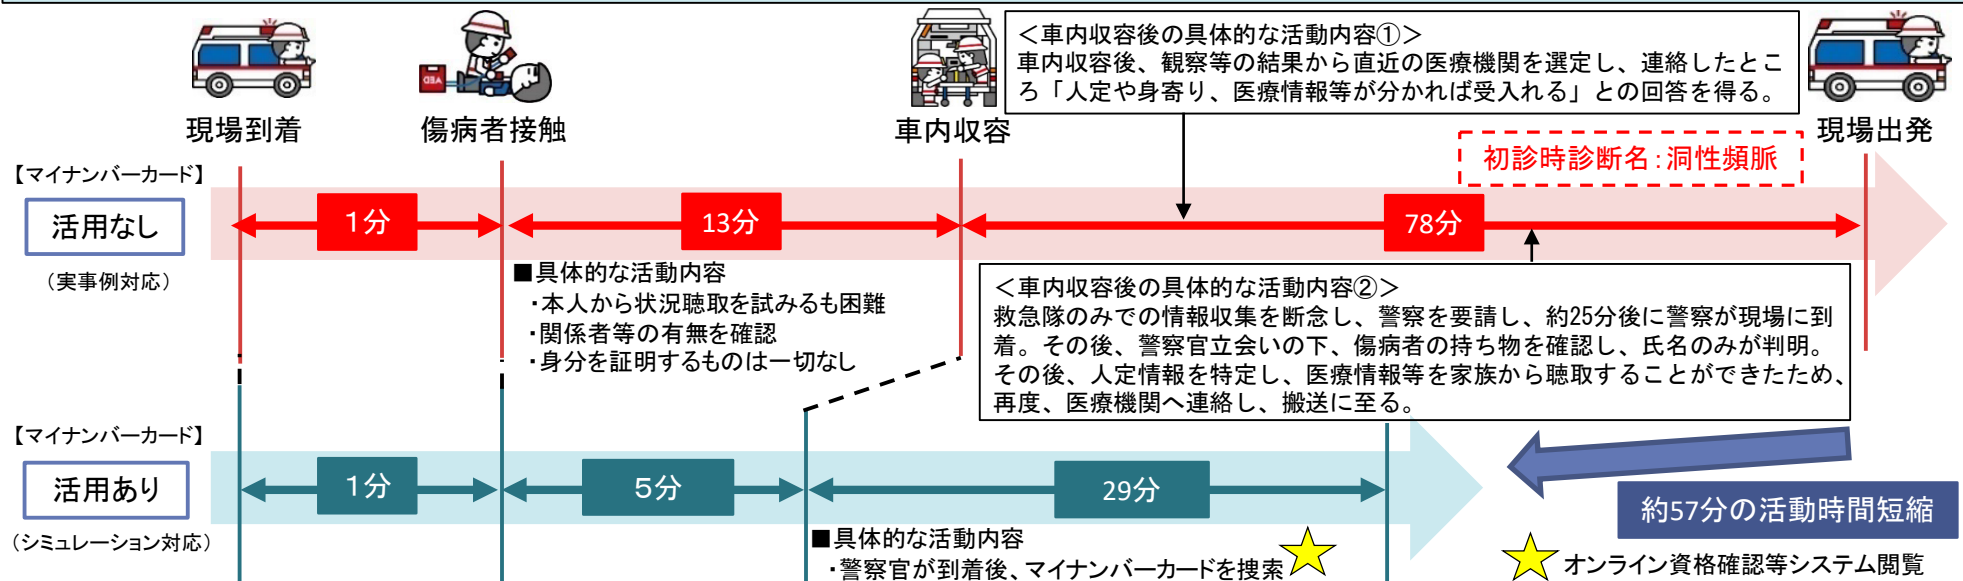 <車内収容後の具体的な活動内容①>
車内収容後、観察等の結果から直近の医療機関を選定し、連絡したとこ
ろ「人定や身寄り、医療情報等が分かれば受入れる」との回答を得る。
AED
現場到着
傷病者接触
車内収容
現場出発
初診時診断名:洞性頻脈
【マイナンバーカード】
活用なし
(実事例対応)
1分
13分
78分
■具体的な活動内容
・本人から状況聴取を試みるも困難
・関係者等の有無を確認
・身分を証明するものは一切なし
<車内収容後の具体的な活動内容②>
救急隊のみでの情報収集を断念し、警察を要請し、約25分後に警察が現場に到
着。その後、警察官立会いの下、傷病者の持ち物を確認し、氏名のみが判明。
その後、人定情報を特定し、医療情報等を家族から聴取することができたため、
再度、医療機関へ連絡し、搬送に至る。
【マイナンバーカード】
活用あり
(シミュレーション対応)
1分
5分
29分
約57分の活動時間短縮
■具体的な活動内容
・警察官が到着後、マイナンバーカードを捜索
オンライン資格確認等システム閲覧